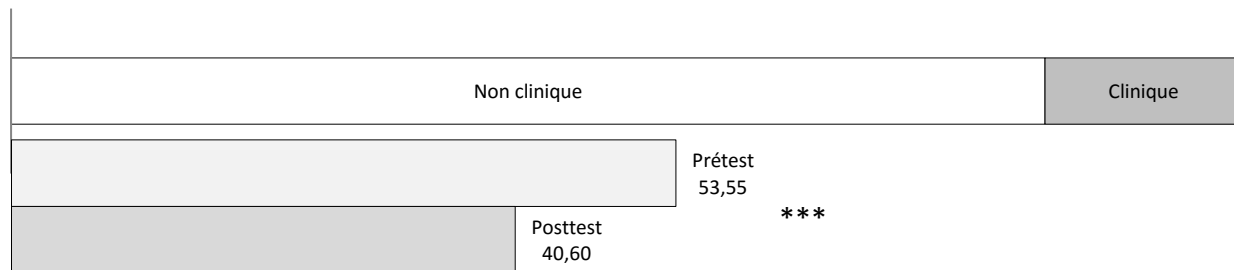 Non clinique
Clinique
Prétest
53,55
***
Posttest
40,60